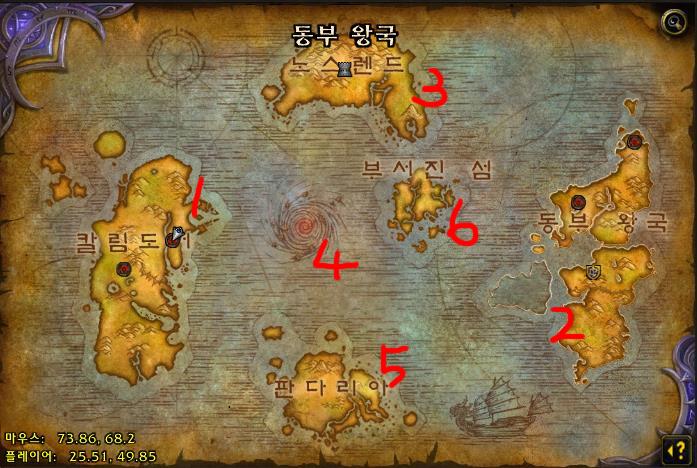 동부 왕국
노스렌드
3
부서진 섬
1
6
동부 왕국
칼림도어
4
2
5
판다리아
마우스: 73.86, 68.2
플레이어: 25.51, 49.85
?